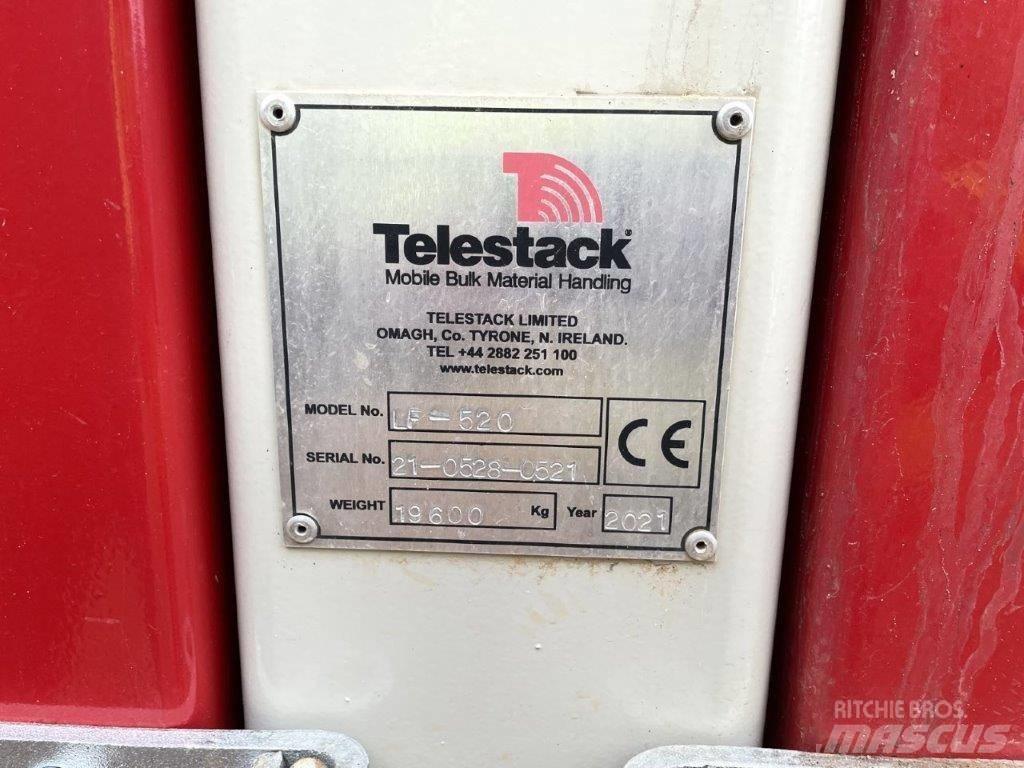 Telestack®
Mobile Bulk Material Handling
TELESTACK LIMITED
OMAGH, Co. TYRONE, N. IRELAND.
TEL +44 2882 251 100
www.telestack.com
MODEL No. LF-520
SERIAL No. 21-0528-0521
CE
WEIGHT 19600 Kg Year 2021
RITCHIE BROS.
MASCUS